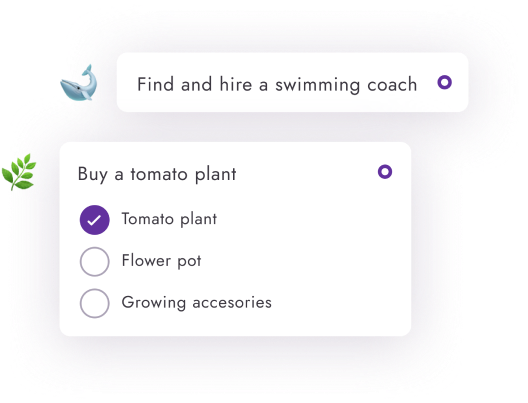 Find and hire a swimming coach
Buy a tomato plant
Tomato plant
Flower pot
Growing accesories